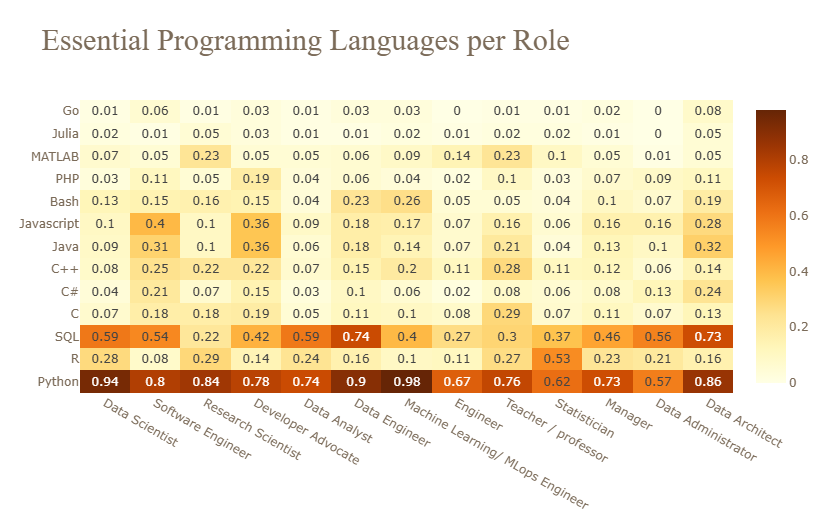 Essential Programming Languages per Role
Go 0.01 0.06 0.01 0.03 0.01 0.03 0.03 0 0.01 0.01 0.02 0 0.08
Julia 0.02 0.01 0.05 0.03 0.01 0.01 0.02 0.01 0.02 0.02 0.01 0 0.05
MATLAB 0.07 0.05 0.23 0.05 0.05 0.06 0.09 0.14 0.23 0.1 0.05 0.01 0.05
PHP 0.03 0.11 0.05 0.19 0.04 0.06 0.04 0.02 0.1 0.03 0.07 0.09 0.11
Bash 0.13 0.15 0.16 0.15 0.04 0.23 0.26 0.05 0.05 0.04 0.1 0.07 0.19
Javascript 0.1 0.4 0.1 0.36 0.09 0.18 0.17 0.07 0.16 0.06 0.16 0.16 0.28
Java 0.09 0.31 0.1 0.36 0.06 0.18 0.14 0.07 0.21 0.04 0.13 0.1 0.32
C++ 0.08 0.25 0.22 0.22 0.07 0.15 0.2 0.11 0.28 0.11 0.12 0.06 0.14
C# 0.04 0.21 0.07 0.15 0.03 0.1 0.06 0.02 0.08 0.06 0.08 0.13 0.24
C 0.07 0.18 0.18 0.19 0.05 0.11 0.1 0.08 0.29 0.07 0.11 0.07 0.13
SQL 0.59 0.54 0.22 0.42 0.59 0.74 0.4 0.27 0.3 0.37 0.46 0.56 0.73
R 0.28 0.08 0.29 0.14 0.24 0.16 0.1 0.11 0.27 0.53 0.23 0.21 0.16
Python 0.94 0.8 0.84 0.78 0.74 0.9 0.98 0.67 0.76 0.62 0.73 0.57 0.86
Data Scientist
Software Engineer
Research Scientist
Developer Advocate
Data Analyst
Data Engineer
Machine Learning/ MLops Engineer
Engineer
Teacher / professor
Statistician
Manager
Data Administrator
Data Architect
0.8
0.6
0.4
0.2
0